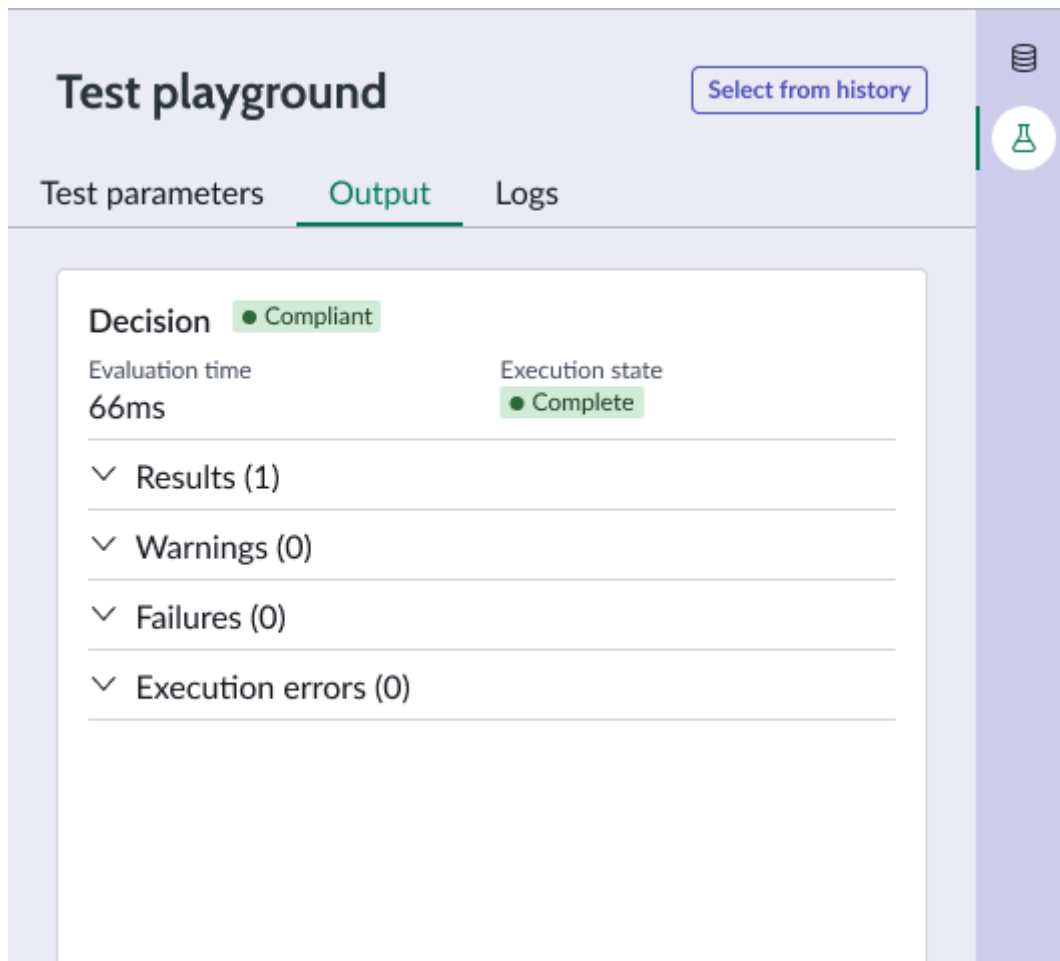 Test playground
Select from history
Test parameters
Output
Logs
Decision
Compliant
Evaluation time
Execution state
66ms
Complete
Results (1)
Warnings (0)
Failures (0)
Execution errors (0)